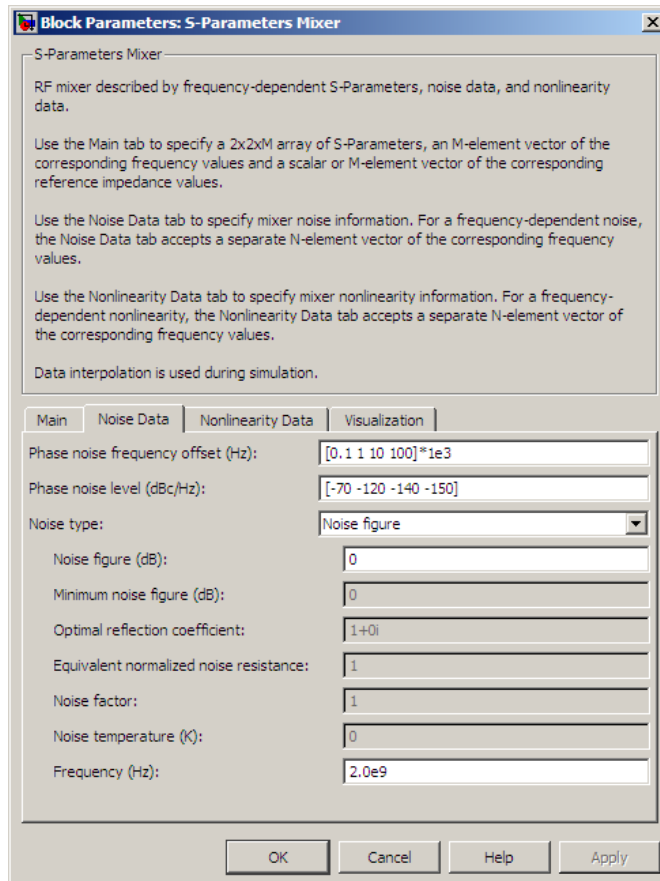 Block Parameters: S-Parameters Mixer
S-Parameters Mixer
RF mixer described by frequency-dependent S-Parameters, noise data, and nonlinearity
data.
Use the Main tab to specify a 2x2xM array of S-Parameters, an M-element vector of the
corresponding frequency values and a scalar or M-element vector of the corresponding
reference impedance values.
Use the Noise Data tab to specify mixer noise information. For a frequency-dependent noise,
the Noise Data tab accepts a separate N-element vector of the corresponding frequency
values.
Use the Nonlinearity Data tab to specify mixer nonlinearity information. For a frequency-
dependent nonlinearity, the Nonlinearity Data tab accepts a separate N-element vector of
the corresponding frequency values.
Data interpolation is used during simulation.
Main Noise Data Nonlinearity Data Visualization
Phase noise frequency offset (Hz): [0.1 1 10 100]*1e3
Phase noise level (dBc/Hz): [-70 -120 -140 -150]
Noise type: Noise figure
Noise figure (dB): 0
Minimum noise figure (dB): 0
Optimal reflection coefficient: 1+0i
Equivalent normalized noise resistance: 1
Noise factor: 1
Noise temperature (K): 0
Frequency (Hz): 2.0e9
OK Cancel Help Apply